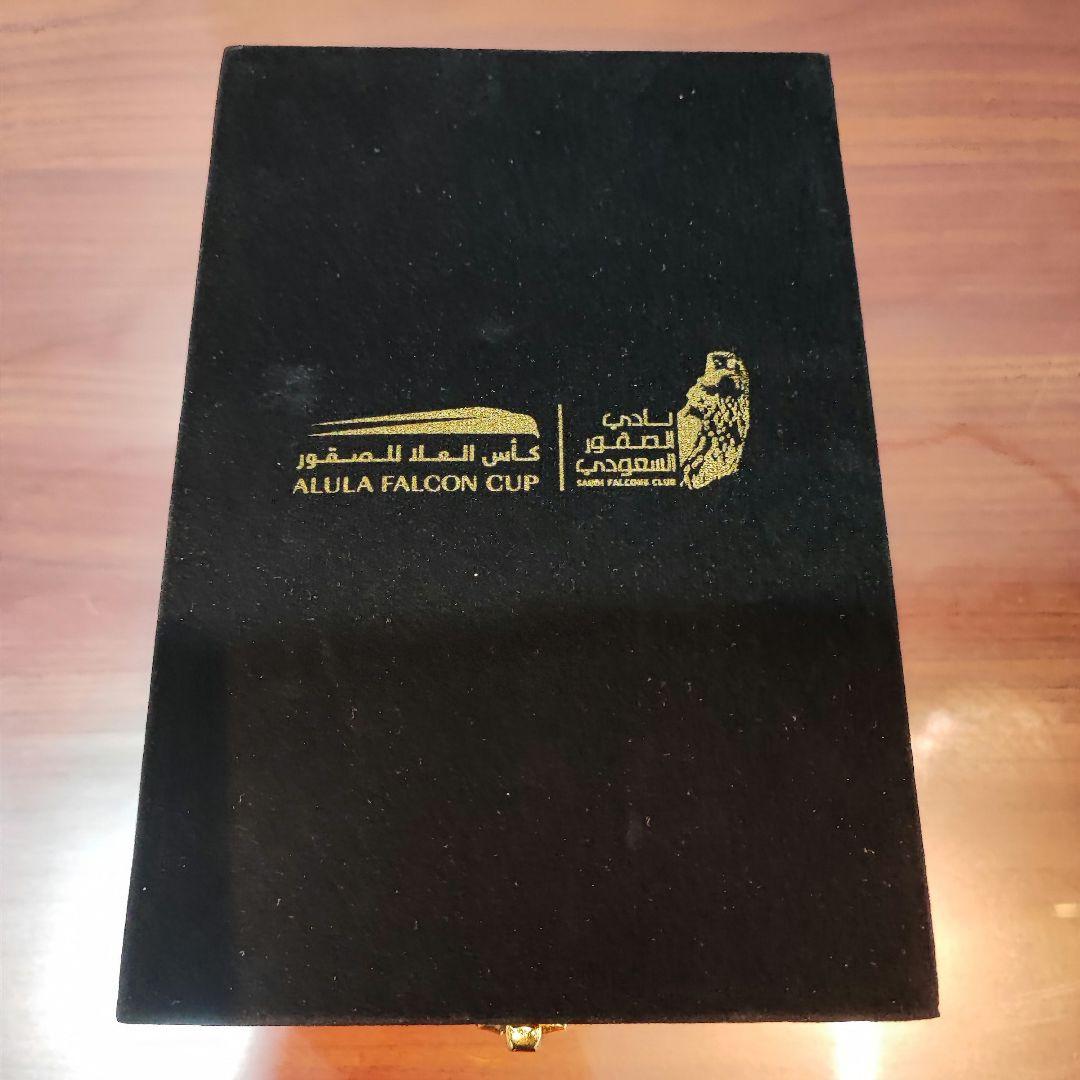 كأس العلا للصقور
ALULA FALCON CUP
نادي
الصقور
السعودي
SAUDI FALCONS CLUB